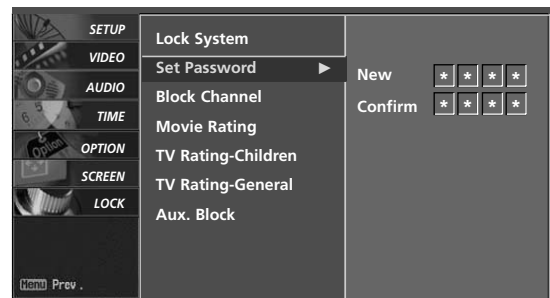 SETUP
VIDEO
AUDIO
TIME
OPTION
SCREEN
LOCK
Menu Prev.
Lock System
Set Password ►
Block Channel
Movie Rating
TV Rating-Children
TV Rating-General
Aux. Block
New * * * *
Confirm * * * *